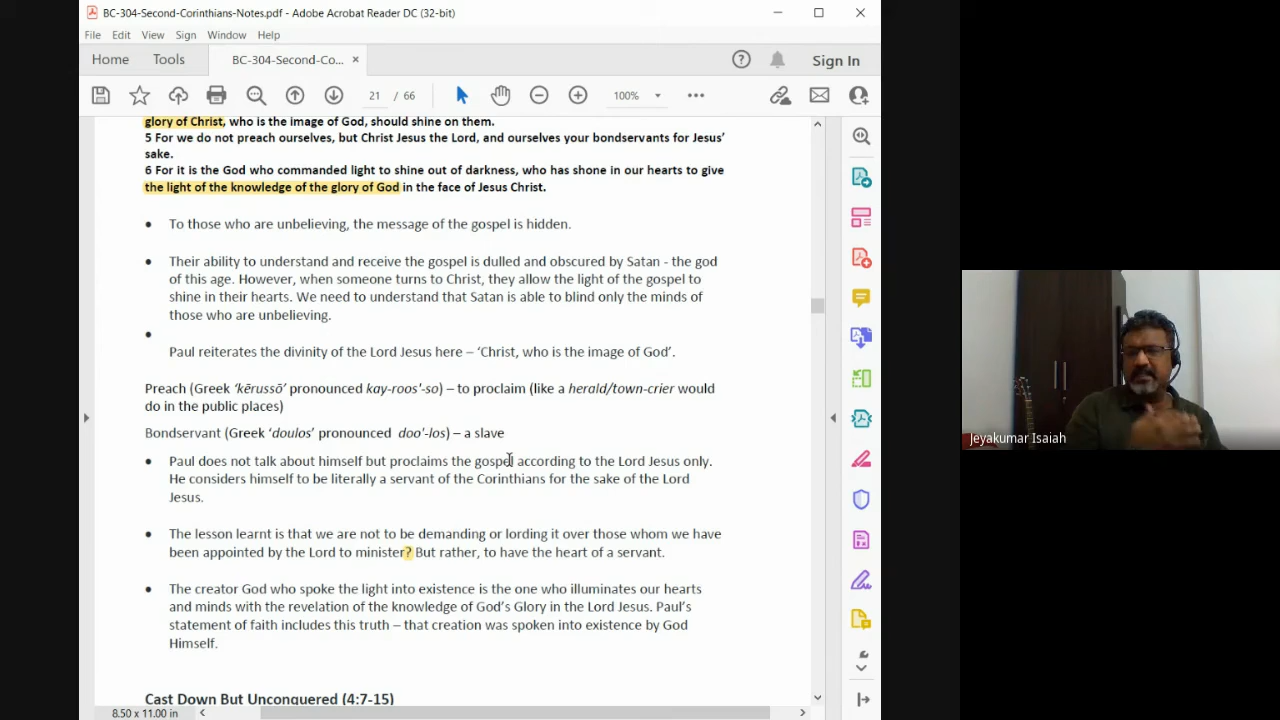 BC-304-Second-Corinthians-Notes.pdf - Adobe Acrobat Reader DC (32-bit)
File Edit View Sign Window Help
Home Tools BC-304-Second-Co... × Sign In
21 / 66 100%
glory of Christ, who is the image of God, should shine on them.
5 For we do not preach ourselves, but Christ Jesus the Lord, and ourselves your bondservants for Jesus'
sake.
6 For it is the God who commanded light to shine out of darkness, who has shone in our hearts to give
the light of the knowledge of the glory of God in the face of Jesus Christ.
• To those who are unbelieving, the message of the gospel is hidden.
• Their ability to understand and receive the gospel is dulled and obscured by Satan - the god
of this age. However, when someone turns to Christ, they allow the light of the gospel to
shine in their hearts. We need to understand that Satan is able to blind only the minds of
those who are unbelieving.
•
Paul reiterates the divinity of the Lord Jesus here – 'Christ, who is the image of God'.
Preach (Greek 'kērussō' pronounced kay-roos'-so) – to proclaim (like a herald/town-crier would
do in the public places)
Bondservant (Greek 'doulos' pronounced doo'-los) – a slave
• Paul does not talk about himself but proclaims the gospel according to the Lord Jesus only.
He considers himself to be literally a servant of the Corinthians for the sake of the Lord
Jesus.
• The lesson learnt is that we are not to be demanding or lording it over those whom we have
been appointed by the Lord to minister? But rather, to have the heart of a servant.
• The creator God who spoke the light into existence is the one who illuminates our hearts
and minds with the revelation of the knowledge of God's Glory in the Lord Jesus. Paul's
statement of faith includes this truth – that creation was spoken into existence by God
Himself.
Cast Down But Unconquered (4:7-15)
8.50 x 11.00 in
Jeyakumar Isaiah